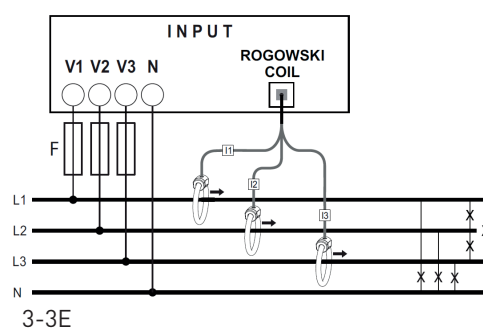 INPUT
ROGOWSKI
COIL
V1 V2 V3 N
F
I1
I2
I3
L1
L2
L3
N
3-3E